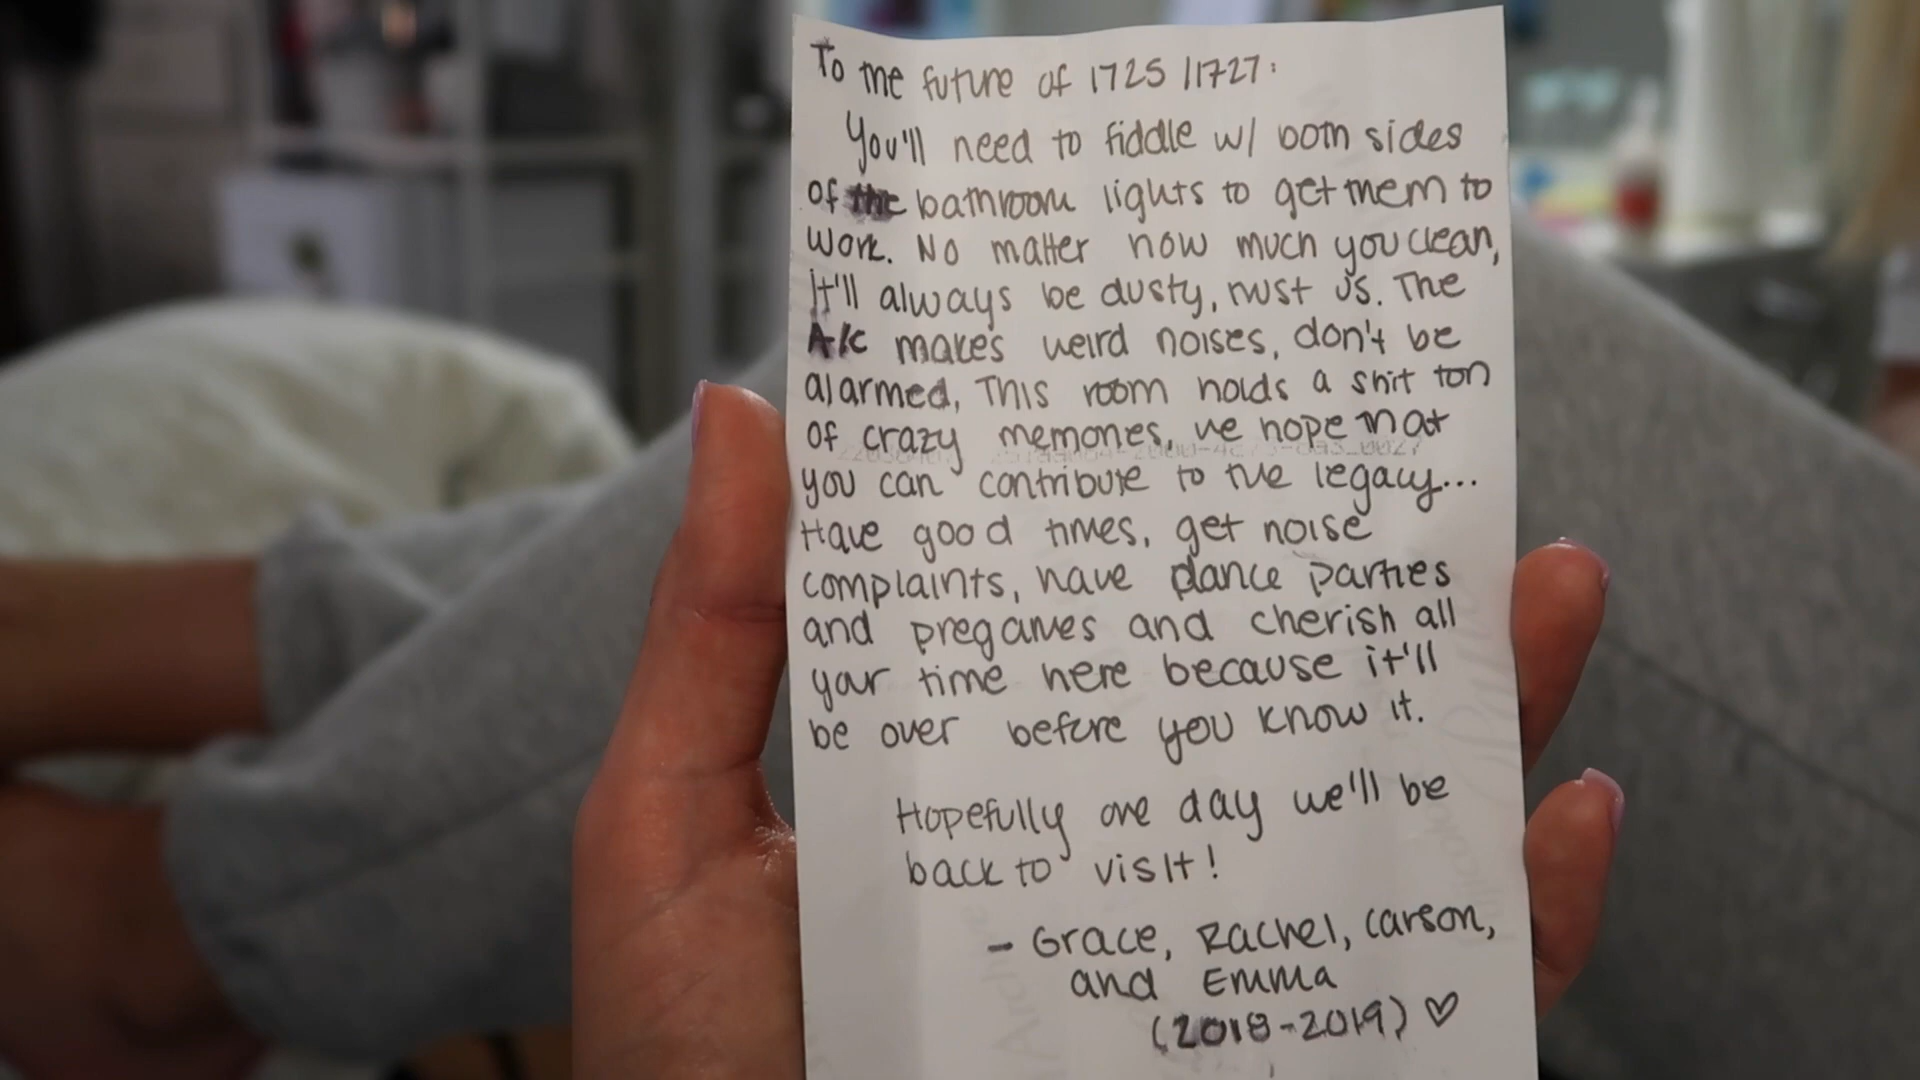 To the future of 1725/1727:
You'll need to fiddle w/ both sides
of the bathroom lights to get them to
work. No matter how much you clean,
it'll always be dusty, trust us. The
A/C makes weird noises, don't be
alarmed. This room holds a shit ton
of crazy memories, we hope that
you can contribute to the legacy...
Have good times, get noise
complaints, have dance parties
and pregames and cherish all
your time here because it'll
be over before you know it.
Hopefully one day we'll be
back to visit!
- Grace, Rachel, Carson,
and Emma
(2018-2019) ♡